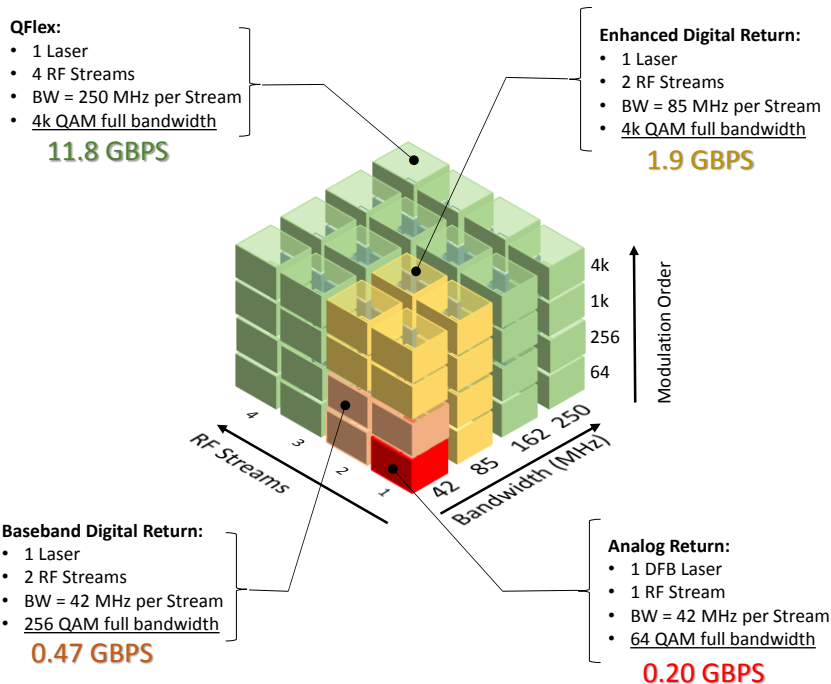 QFlex:
• 1 Laser
• 4 RF Streams
• BW = 250 MHz per Stream
• 4k QAM full bandwidth
11.8 GBPS
Enhanced Digital Return:
• 1 Laser
• 2 RF Streams
• BW = 85 MHz per Stream
• 4k QAM full bandwidth
1.9 GBPS
4k
1k
256
64
Modulation Order
4
3
2
1
RF Streams
42
85
162
250
Bandwidth (MHz)
Baseband Digital Return:
• 1 Laser
• 2 RF Streams
• BW = 42 MHz per Stream
• 256 QAM full bandwidth
0.47 GBPS
Analog Return:
• 1 DFB Laser
• 1 RF Stream
• BW = 42 MHz per Stream
• 64 QAM full bandwidth
0.20 GBPS